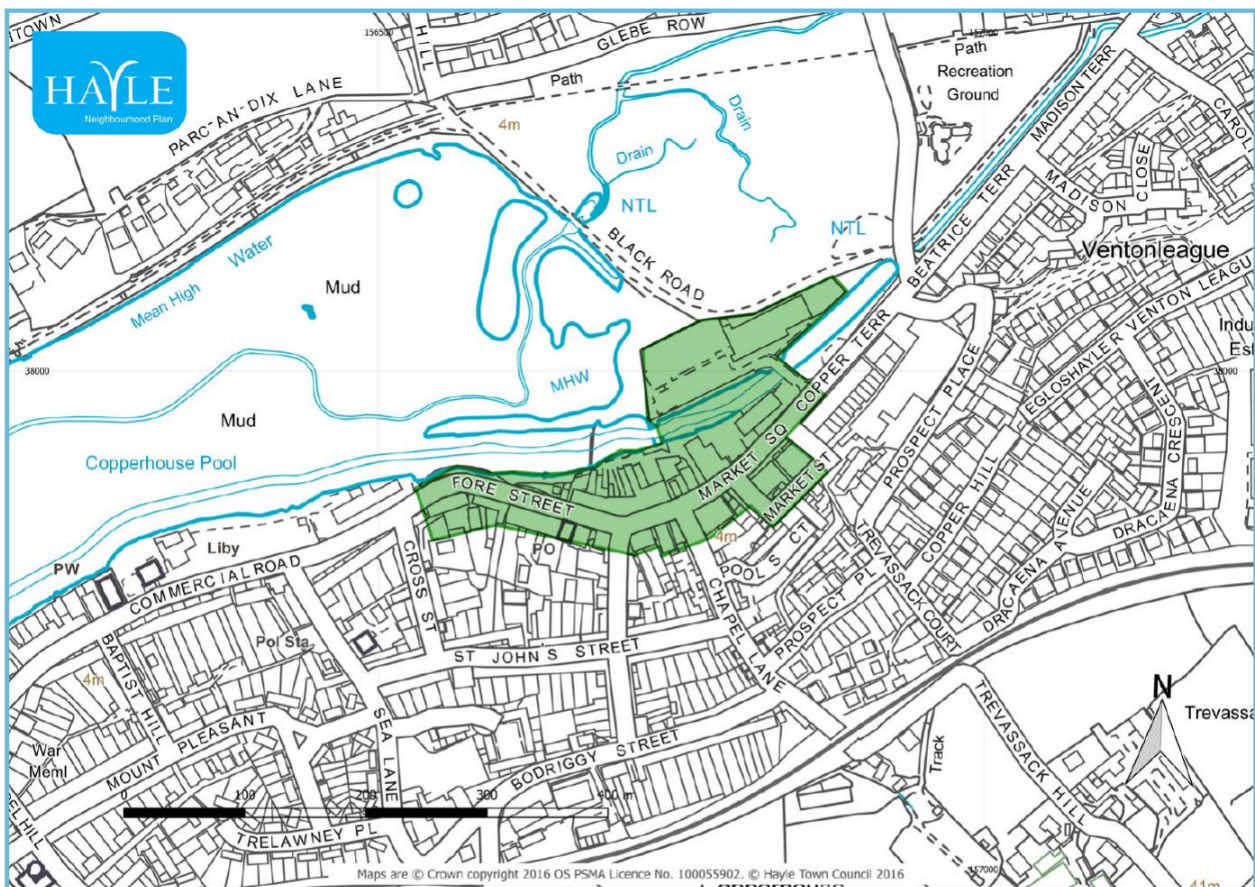 HAYLE
Neighbourhood Plan
156500
HILL
GLEBE ROW
PARC-AN-DIX LANE
Path
4m
Drain
Drain
NTL
NTL
Path
Recreation
Ground
MADISON TERR
MADISON CLOSE
BEATRICE TERR
Ventonleague
BLACK ROAD
Mean High
Water
Mud
Mud
MHW
38000
38000
Copperhouse Pool
COPPER TERR
MARKET SQ
MARKET ST
FORE STREET
PO
4m
PROSPECT PLACE
EGLOSHAYLER VENTON LEAGU
COPPER HILL
DRACAENA AVENUE
DRACAENA CRESCENT
Indu
Est
POOL S CT
PROSPECT PL
TREVASSACK COURT
CHAPEL LANE
Liby
PW
COMMERCIAL ROAD
CROSS ST
Pol Sta
ST JOHN S STREET
BAPTIST HILL
4m
MOUNT PLEASANT
SEA LANE
BODRIGGY STREET
War
Meml
TRELAWNEY PL
TREVASSACK HILL
Track
N
Trevassa
0 100 200 300 400 m
157000
41m
Maps are © Crown copyright 2016 OS PSMA Licence No. 100055902. © Hayle Town Council 2016